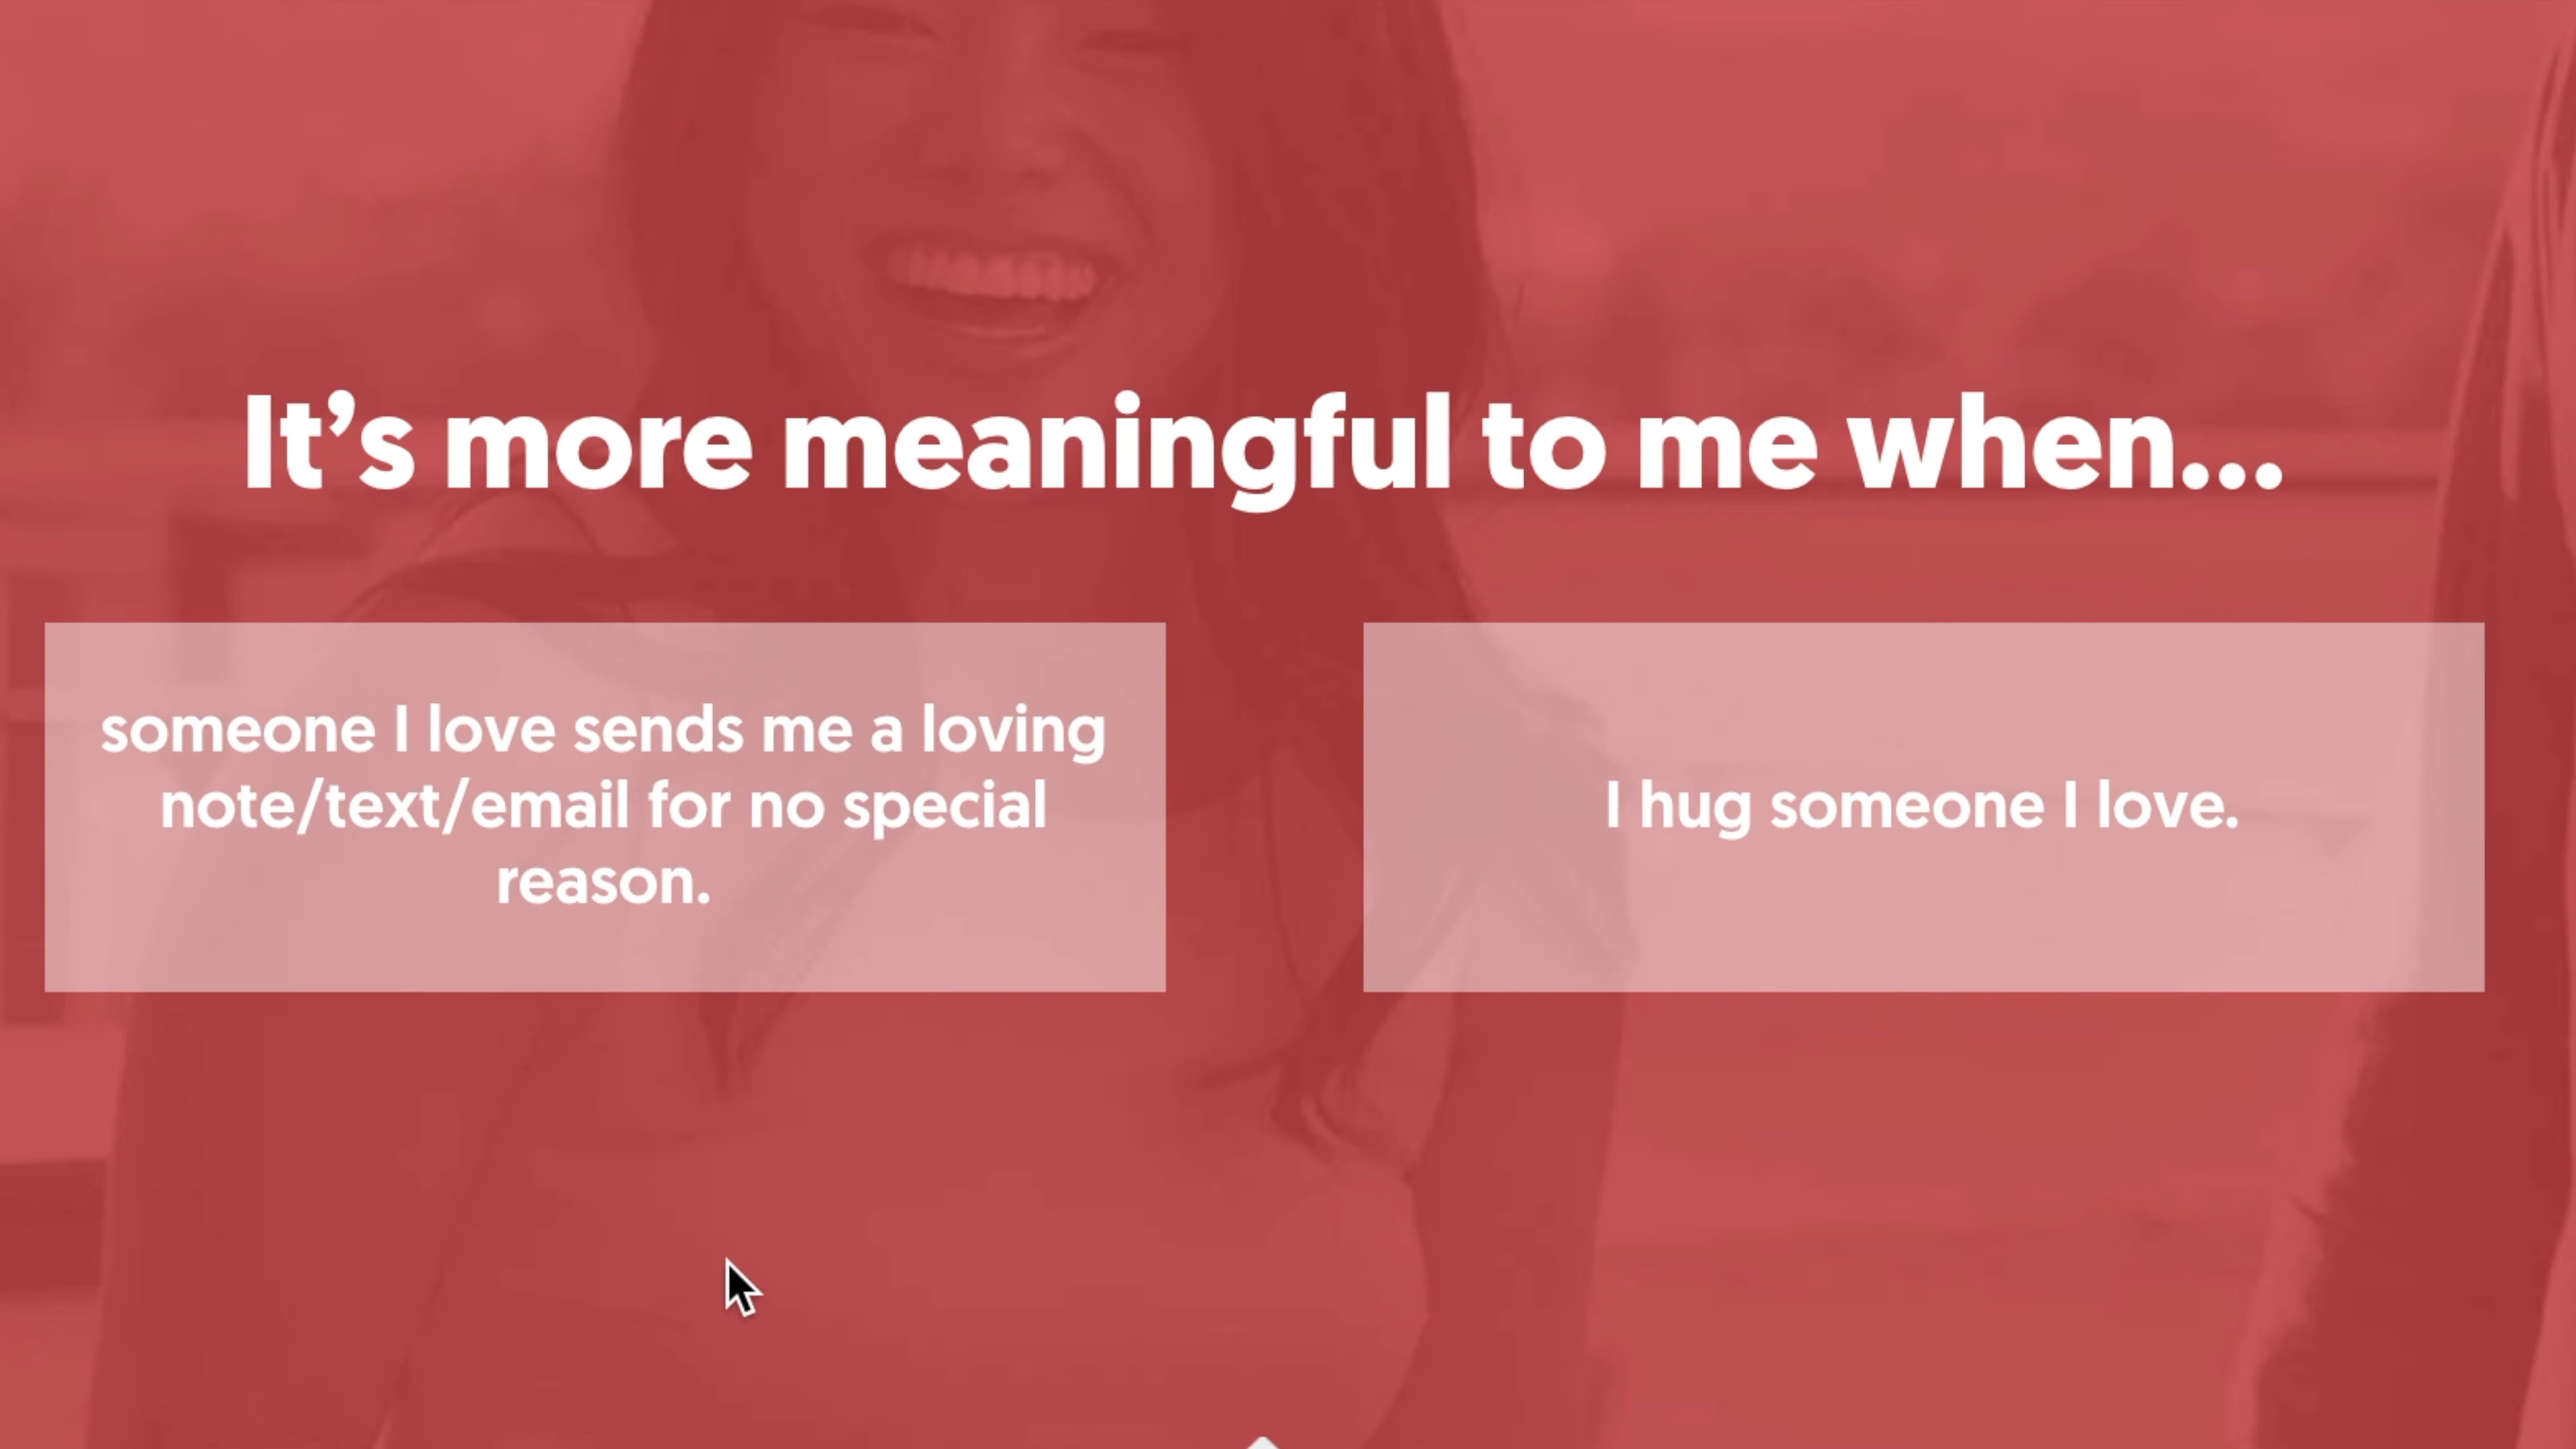 It’s more meaningful to me when...
someone I love sends me a loving
note/text/email for no special
reason.
I hug someone I love.